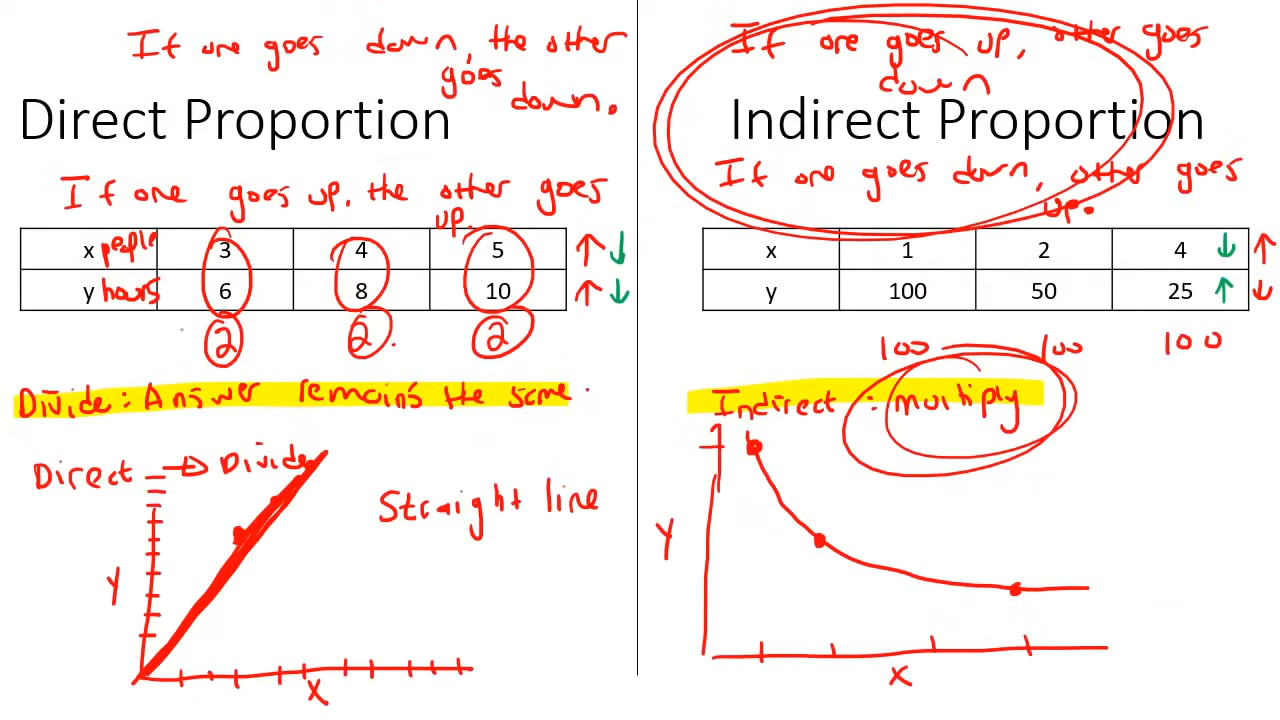 If one goes down, the other
goes
down.
Direct Proportion
If one goes up, the other goes
up.
x people 3 4 5
y hours 6 8 10
2 2 2
Divide: Answer remains the same
Direct → Divide
Straight line
Y
X
If one goes up, other goes
down
Indirect Proportion
If one goes down, other goes
up.
x 1 2 4
y 100 50 25
100 100 100
Indirect : multiply
Y
X